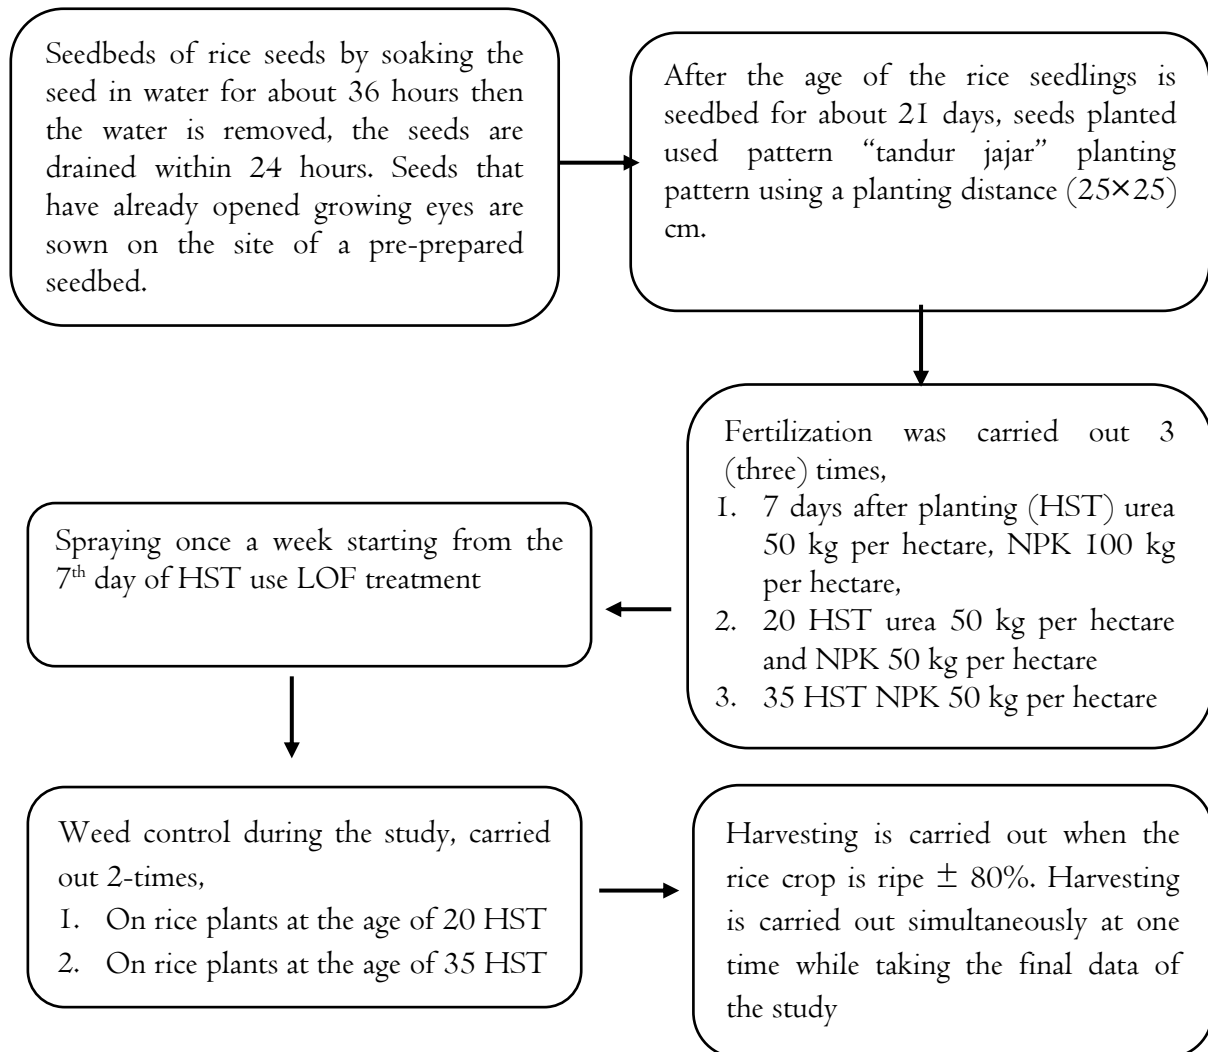 Seedbeds of rice seeds by soaking the
seed in water for about 36 hours then
the water is removed, the seeds are
drained within 24 hours. Seeds that
have already opened growing eyes are
sown on the site of a pre-prepared
seedbed.
After the age of the rice seedlings is
seedbed for about 21 days, seeds planted
used pattern “tandur jajar” planting
pattern using a planting distance (25×25)
cm.
Fertilization was carried out 3
(three) times,
1. 7 days after planting (HST) urea
50 kg per hectare, NPK 100 kg
per hectare,
2. 20 HST urea 50 kg per hectare
and NPK 50 kg per hectare
3. 35 HST NPK 50 kg per hectare
Spraying once a week starting from the
7th day of HST use LOF treatment
Weed control during the study, carried
out 2-times,
1. On rice plants at the age of 20 HST
2. On rice plants at the age of 35 HST
Harvesting is carried out when the
rice crop is ripe ± 80%. Harvesting
is carried out simultaneously at one
time while taking the final data of
the study